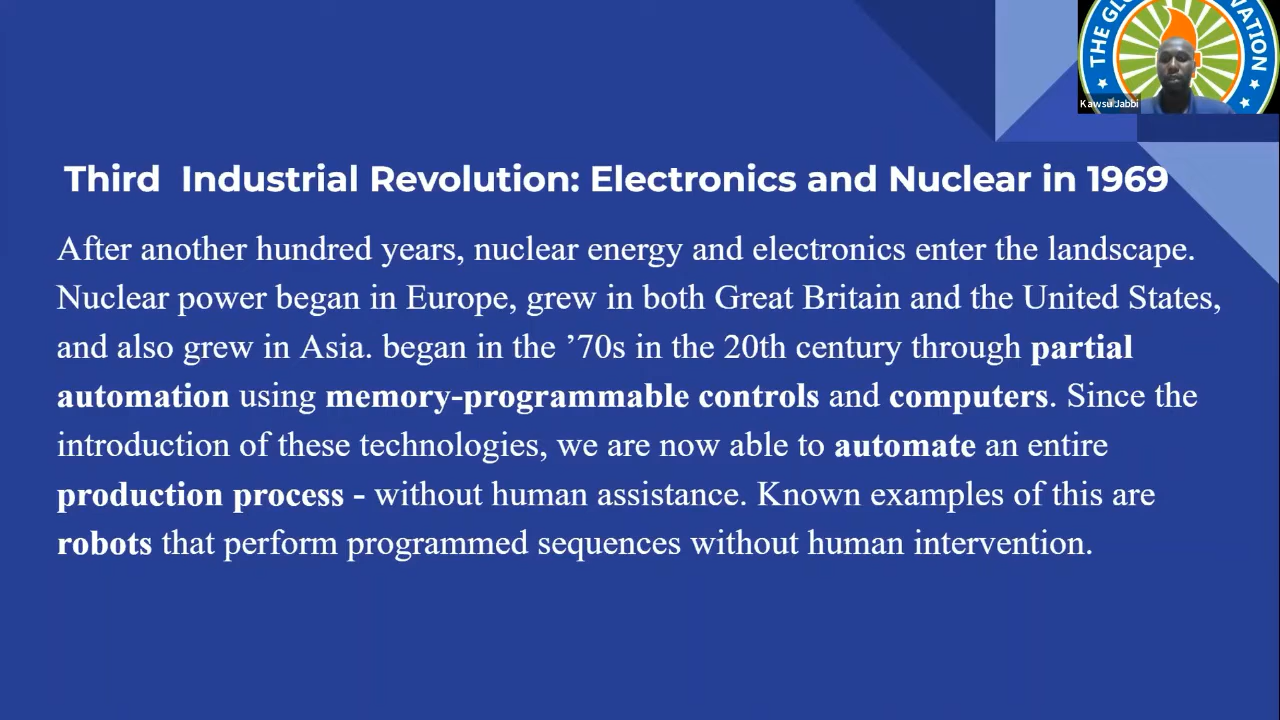 THE GLO VATION
Kawsu Jabbi
Third Industrial Revolution: Electronics and Nuclear in 1969
After another hundred years, nuclear energy and electronics enter the landscape.
Nuclear power began in Europe, grew in both Great Britain and the United States,
and also grew in Asia. began in the ’70s in the 20th century through partial
automation using memory-programmable controls and computers. Since the
introduction of these technologies, we are now able to automate an entire
production process - without human assistance. Known examples of this are
robots that perform programmed sequences without human intervention.